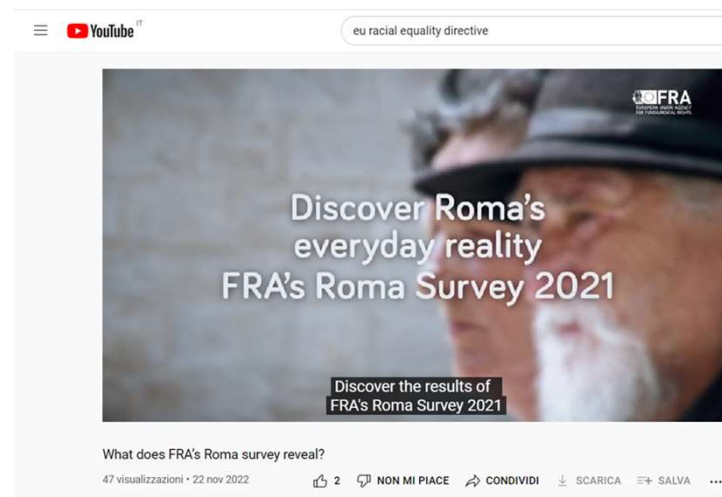 YouTube IT
eu racial equality directive
FRA
EUROPEAN UNION AGENCY
FOR FUNDAMENTAL RIGHTS
Discover Roma's
everyday reality
FRA's Roma Survey 2021
Discover the results of
FRA's Roma Survey 2021
What does FRA's Roma survey reveal?
47 visualizzazioni • 22 nov 2022
2 NON MI PIACE CONDIVIDI SCARICA SALVA ...